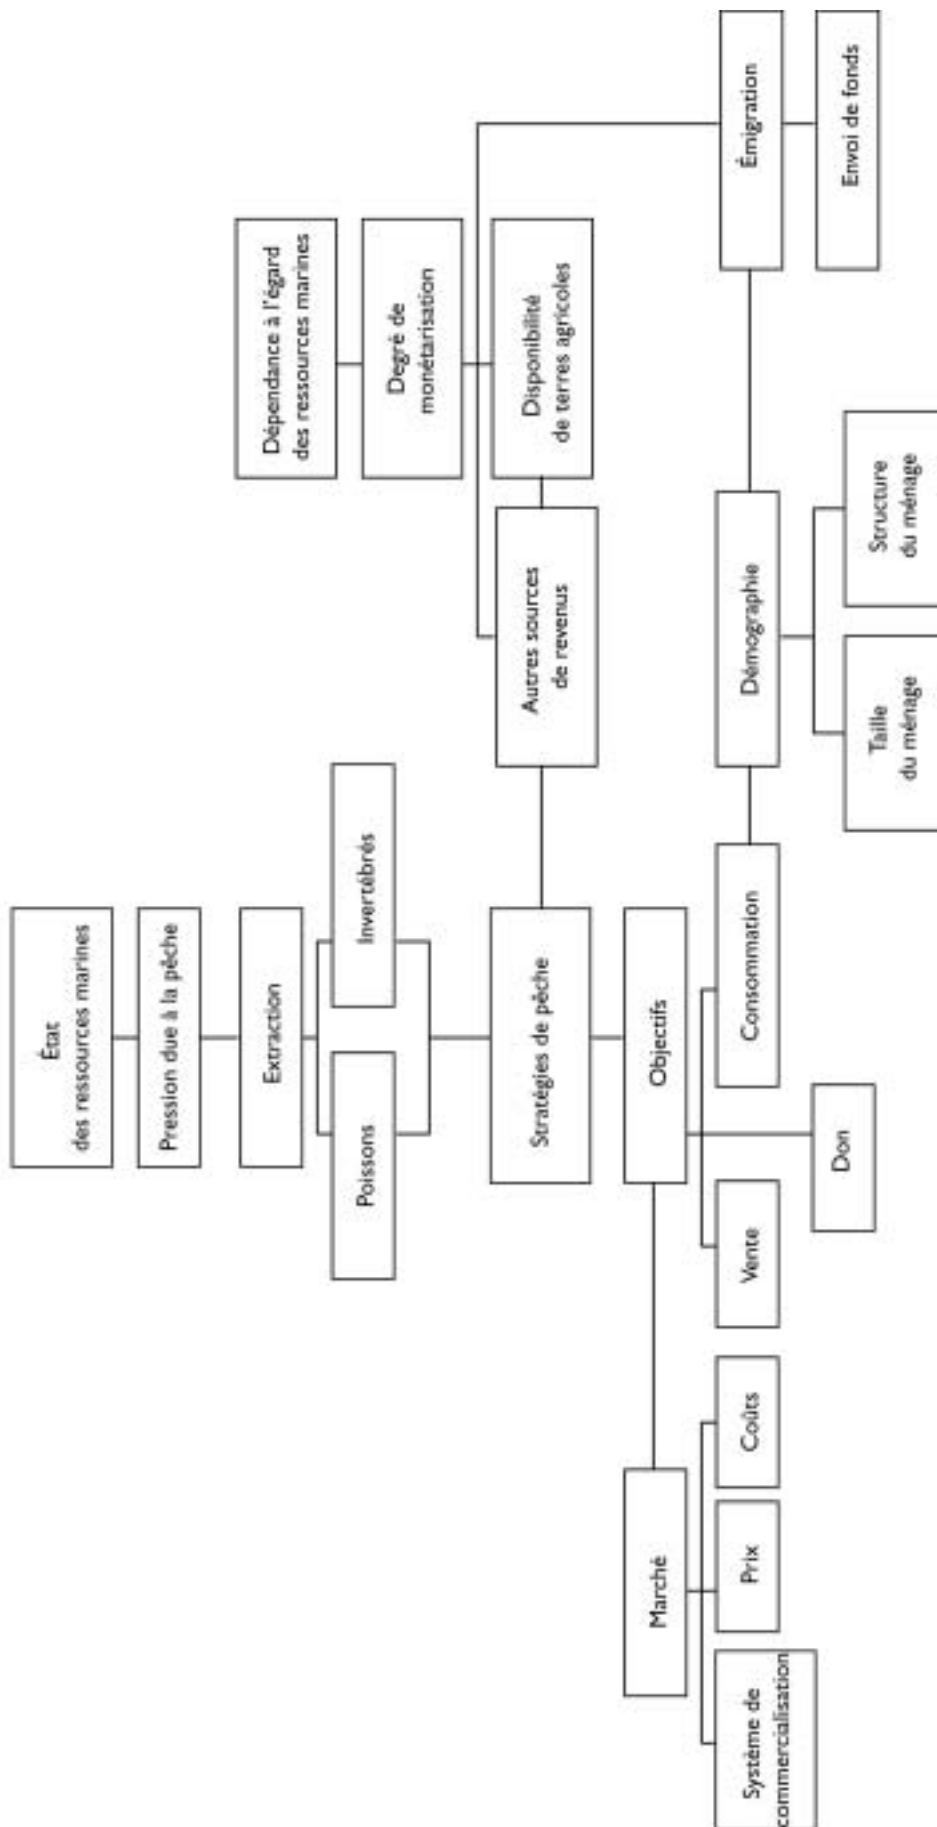 État
des ressources marines
Pression due à la pêche
Extraction
Poissons
Invertébrés
Stratégies de pêche
Objectifs
Vente
Don
Consommation
Marché
Système de
commercialisation
Prix
Coûts
Dépendance à l'égard
des ressources marines
Degré de
monétarisation
Autres sources
de revenus
Disponibilité
de terres agricoles
Démographie
Taille
du ménage
Structure
du ménage
Émigration
Envoi de fonds